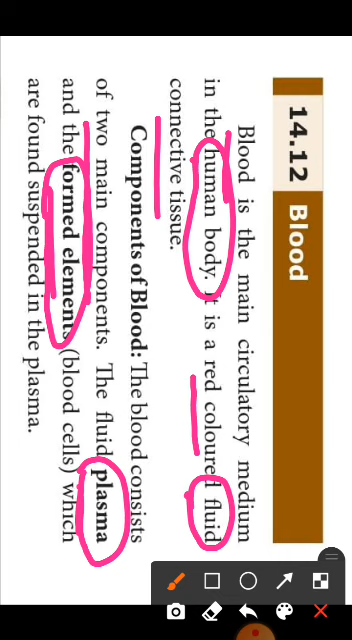 14.12 Blood
Blood is the main circulatory medium
in the human body. It is a red coloured fluid
connective tissue.
Components of Blood: The blood consists
of two main components. The fluid plasma
and the formed elements (blood cells) which
are found suspended in the plasma.